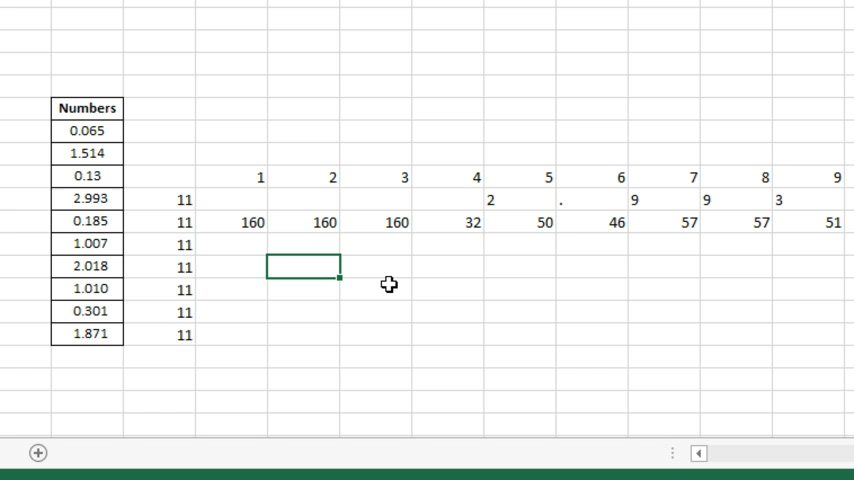 Numbers
0.065
1.514
0.13 1 2 3 4 5 6 7 8 9
2.993 11 2 . 9 9 3
0.185 11 160 160 160 32 50 46 57 57 51
1.007 11
2.018 11
1.010 11
0.301 11
1.871 11